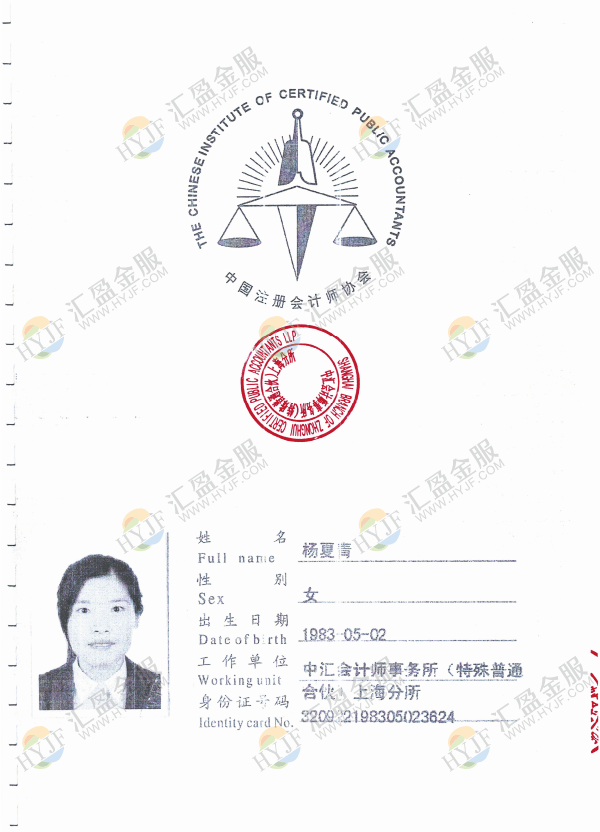 THE CHINESE INSTITUTE OF CERTIFIED PUBLIC ACCOUNTANTS
中国注册会计师协会
SHANGHAI BRANCH OF ZHONGHUI CERTIFIED PUBLIC ACCOUNTANTS LLP
中汇会计师事务所(特殊普通合伙)上海分所
姓名 杨夏青
Full name
性别 女
Sex
出生日期 1983-05-02
Date of birth
工作单位 中汇会计师事务所(特殊普通
Working unit 合伙)上海分所
身份证号码
Identity card No.
HYJF 汇盈金服
WWW.HYJF.COM